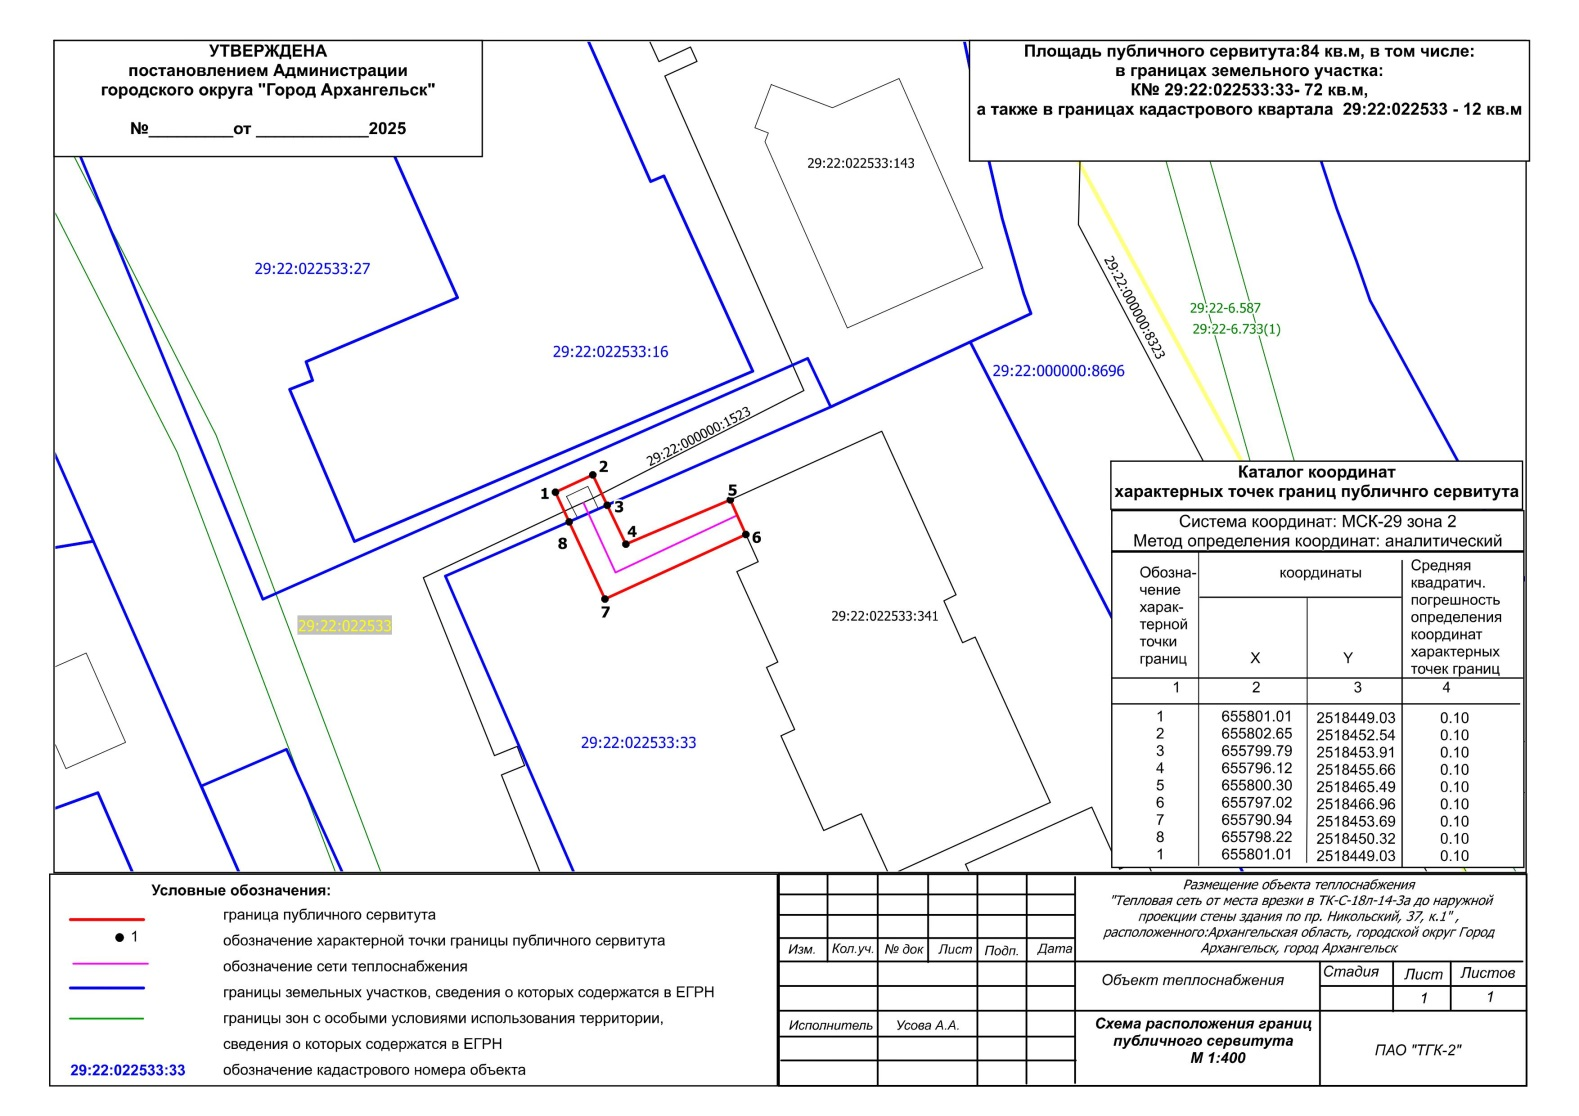 УТВЕРЖДЕНА
постановлением Администрации
городского округа "Город Архангельск"
№_________от ____________2025
Площадь публичного сервитута:84 кв.м, в том числе:
в границах земельного участка:
К№ 29:22:022533:33- 72 кв.м,
а также в границах кадастрового квартала 29:22:022533 - 12 кв.м
29:22:022533:143
29:22:022533:27
29:22:022533:16
29:22:000000:8323
29:22-6.587
29:22-6.733(1)
29:22:000000:8696
29:22:000000:1523
1
2
3
4
5
6
7
8
29:22:022533
29:22:022533:341
29:22:022533:33
Каталог координат
характерных точек границ публичнго сервитута
Система координат: МСК-29 зона 2
Метод определения координат: аналитический
Обозна-
чение
харак-
терной
точки
границ
координаты
X Y
Средняя
квадратич.
погрешность
определения
координат
характерных
точек границ
1 2 3 4
1 655801.01 2518449.03 0.10
2 655802.65 2518452.54 0.10
3 655799.79 2518453.91 0.10
4 655796.12 2518455.66 0.10
5 655800.30 2518465.49 0.10
6 655797.02 2518466.96 0.10
7 655790.94 2518453.69 0.10
8 655798.22 2518450.32 0.10
1 655801.01 2518449.03 0.10
Условные обозначения:
граница публичного сервитута
1 обозначение характерной точки границы публичного сервитута
обозначение сети теплоснабжения
границы земельных участков, сведения о которых содержатся в ЕГРН
границы зон с особыми условиями использования территории,
сведения о которых содержатся в ЕГРН
29:22:022533:33 обозначение кадастрового номера объекта
Изм. Кол.уч. № док Лист Подп. Дата
Исполнитель Усова А.А.
Размещение объекта теплоснабжения
"Тепловая сеть от места врезки в ТК-С-18л-14-3а до наружной
проекции стены здания по пр. Никольский, 37, к.1" ,
расположенного:Архангельская область, городской округ Город
Архангельск, город Архангельск
Объект теплоснабжения
Стадия Лист Листов
1 1
Схема расположения границ
публичного сервитута
М 1:400
ПАО "ТГК-2"